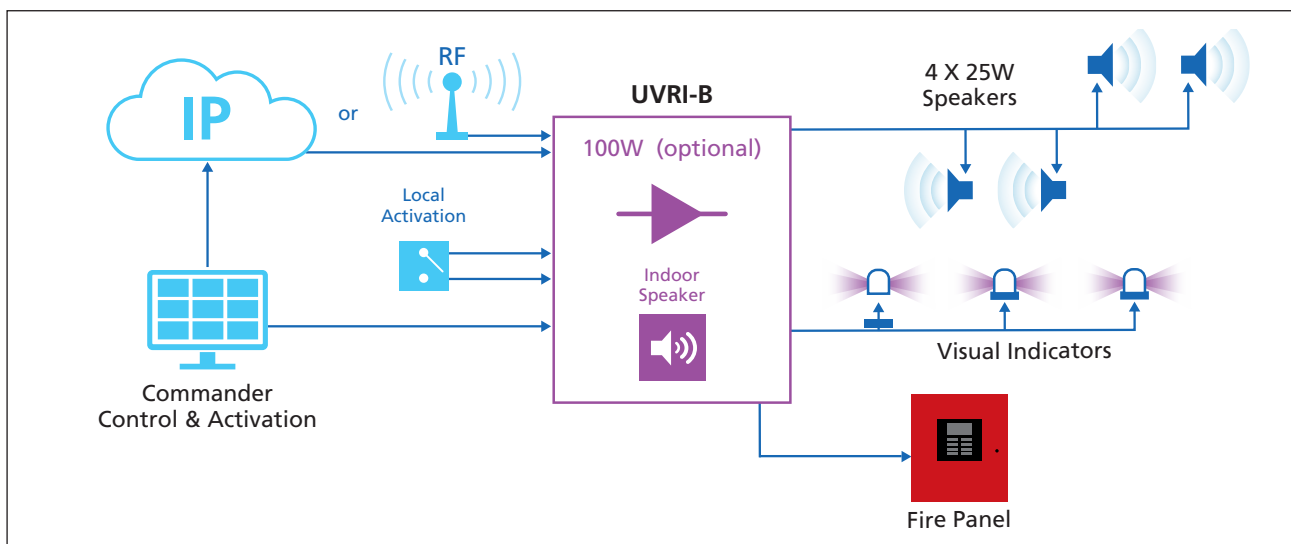 RF
IP
or
UVRI-B
100W (optional)
4 X 25W
Speakers
Local
Activation
Indoor
Speaker
Visual Indicators
Commander
Control & Activation
Fire Panel